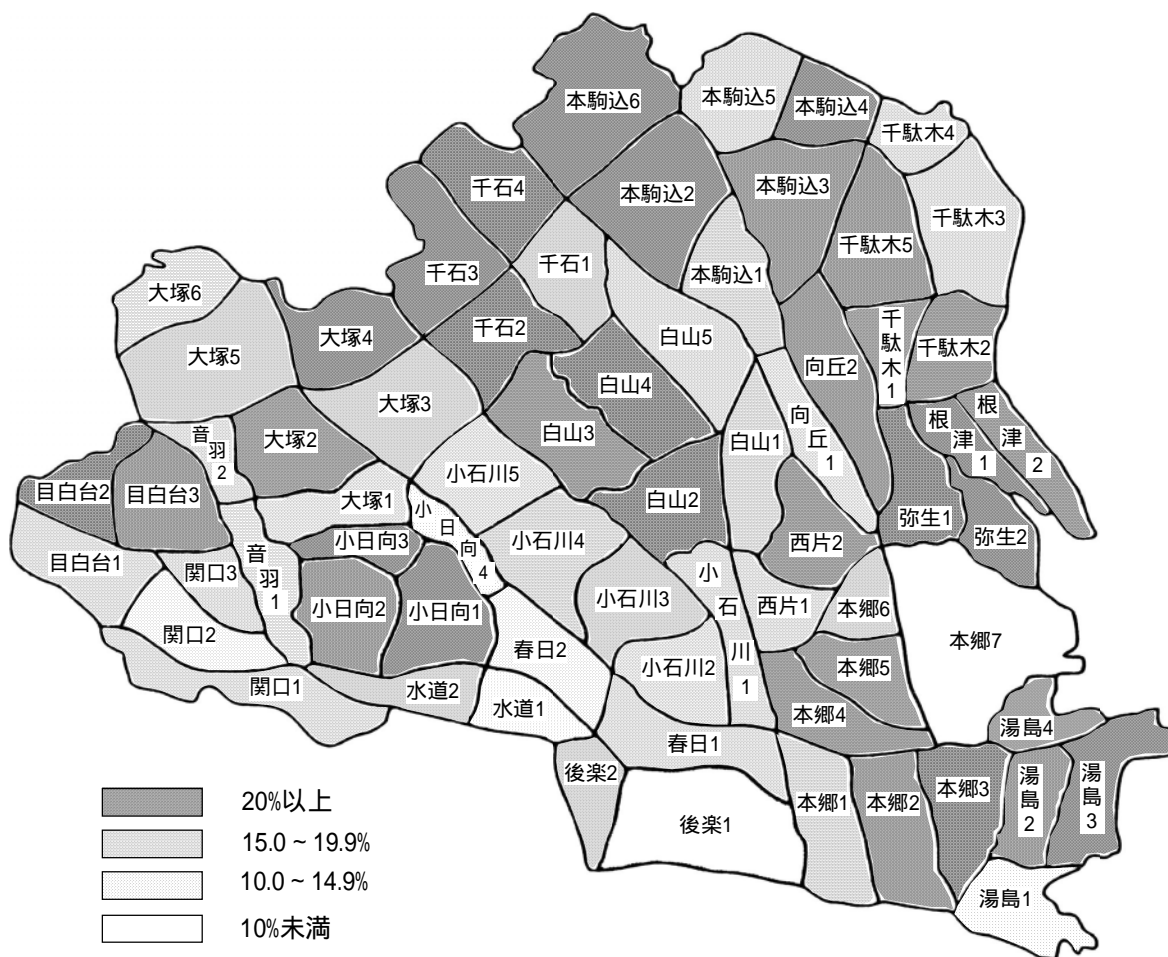 本駒込6
本駒込5
本駒込4
千駄木4
千石4
本駒込2
本駒込3
千駄木3
千駄木5
千石3
千石1
本駒込1
大塚6
大塚4
千石2
白山5
千駄木1
千駄木2
大塚5
向丘2
白山4
大塚3
根津1
根津2
音羽2
大塚2
白山3
白山1
向丘1
目白台2
目白台3
小石川5
白山2
大塚1
小日向4
弥生1
弥生2
小日向3
小石川4
西片2
目白台1
関口3
音羽1
小石川1
小石川3
西片1
本郷6
小日向2
小日向1
関口2
春日2
本郷7
小石川2
本郷5
関口1
水道2
水道1
本郷4
湯島4
春日1
後楽2
本郷1
本郷2
本郷3
湯島2
湯島3
後楽1
湯島1
20%以上
15.0～19.9%
10.0～14.9%
10%未満